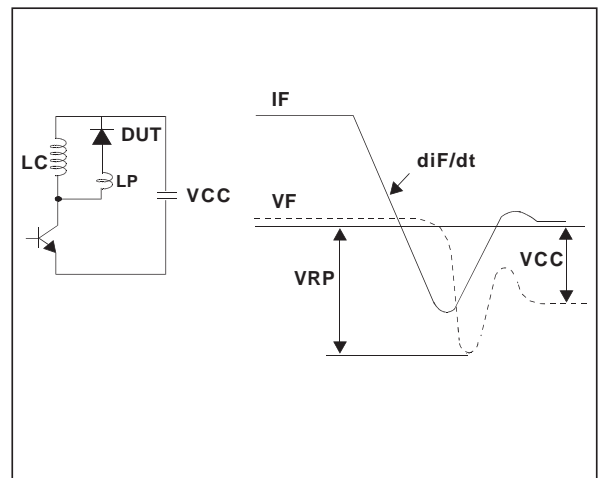 DUT
LC
LP
VCC
IF
diF/dt
VF
VRP
VCC